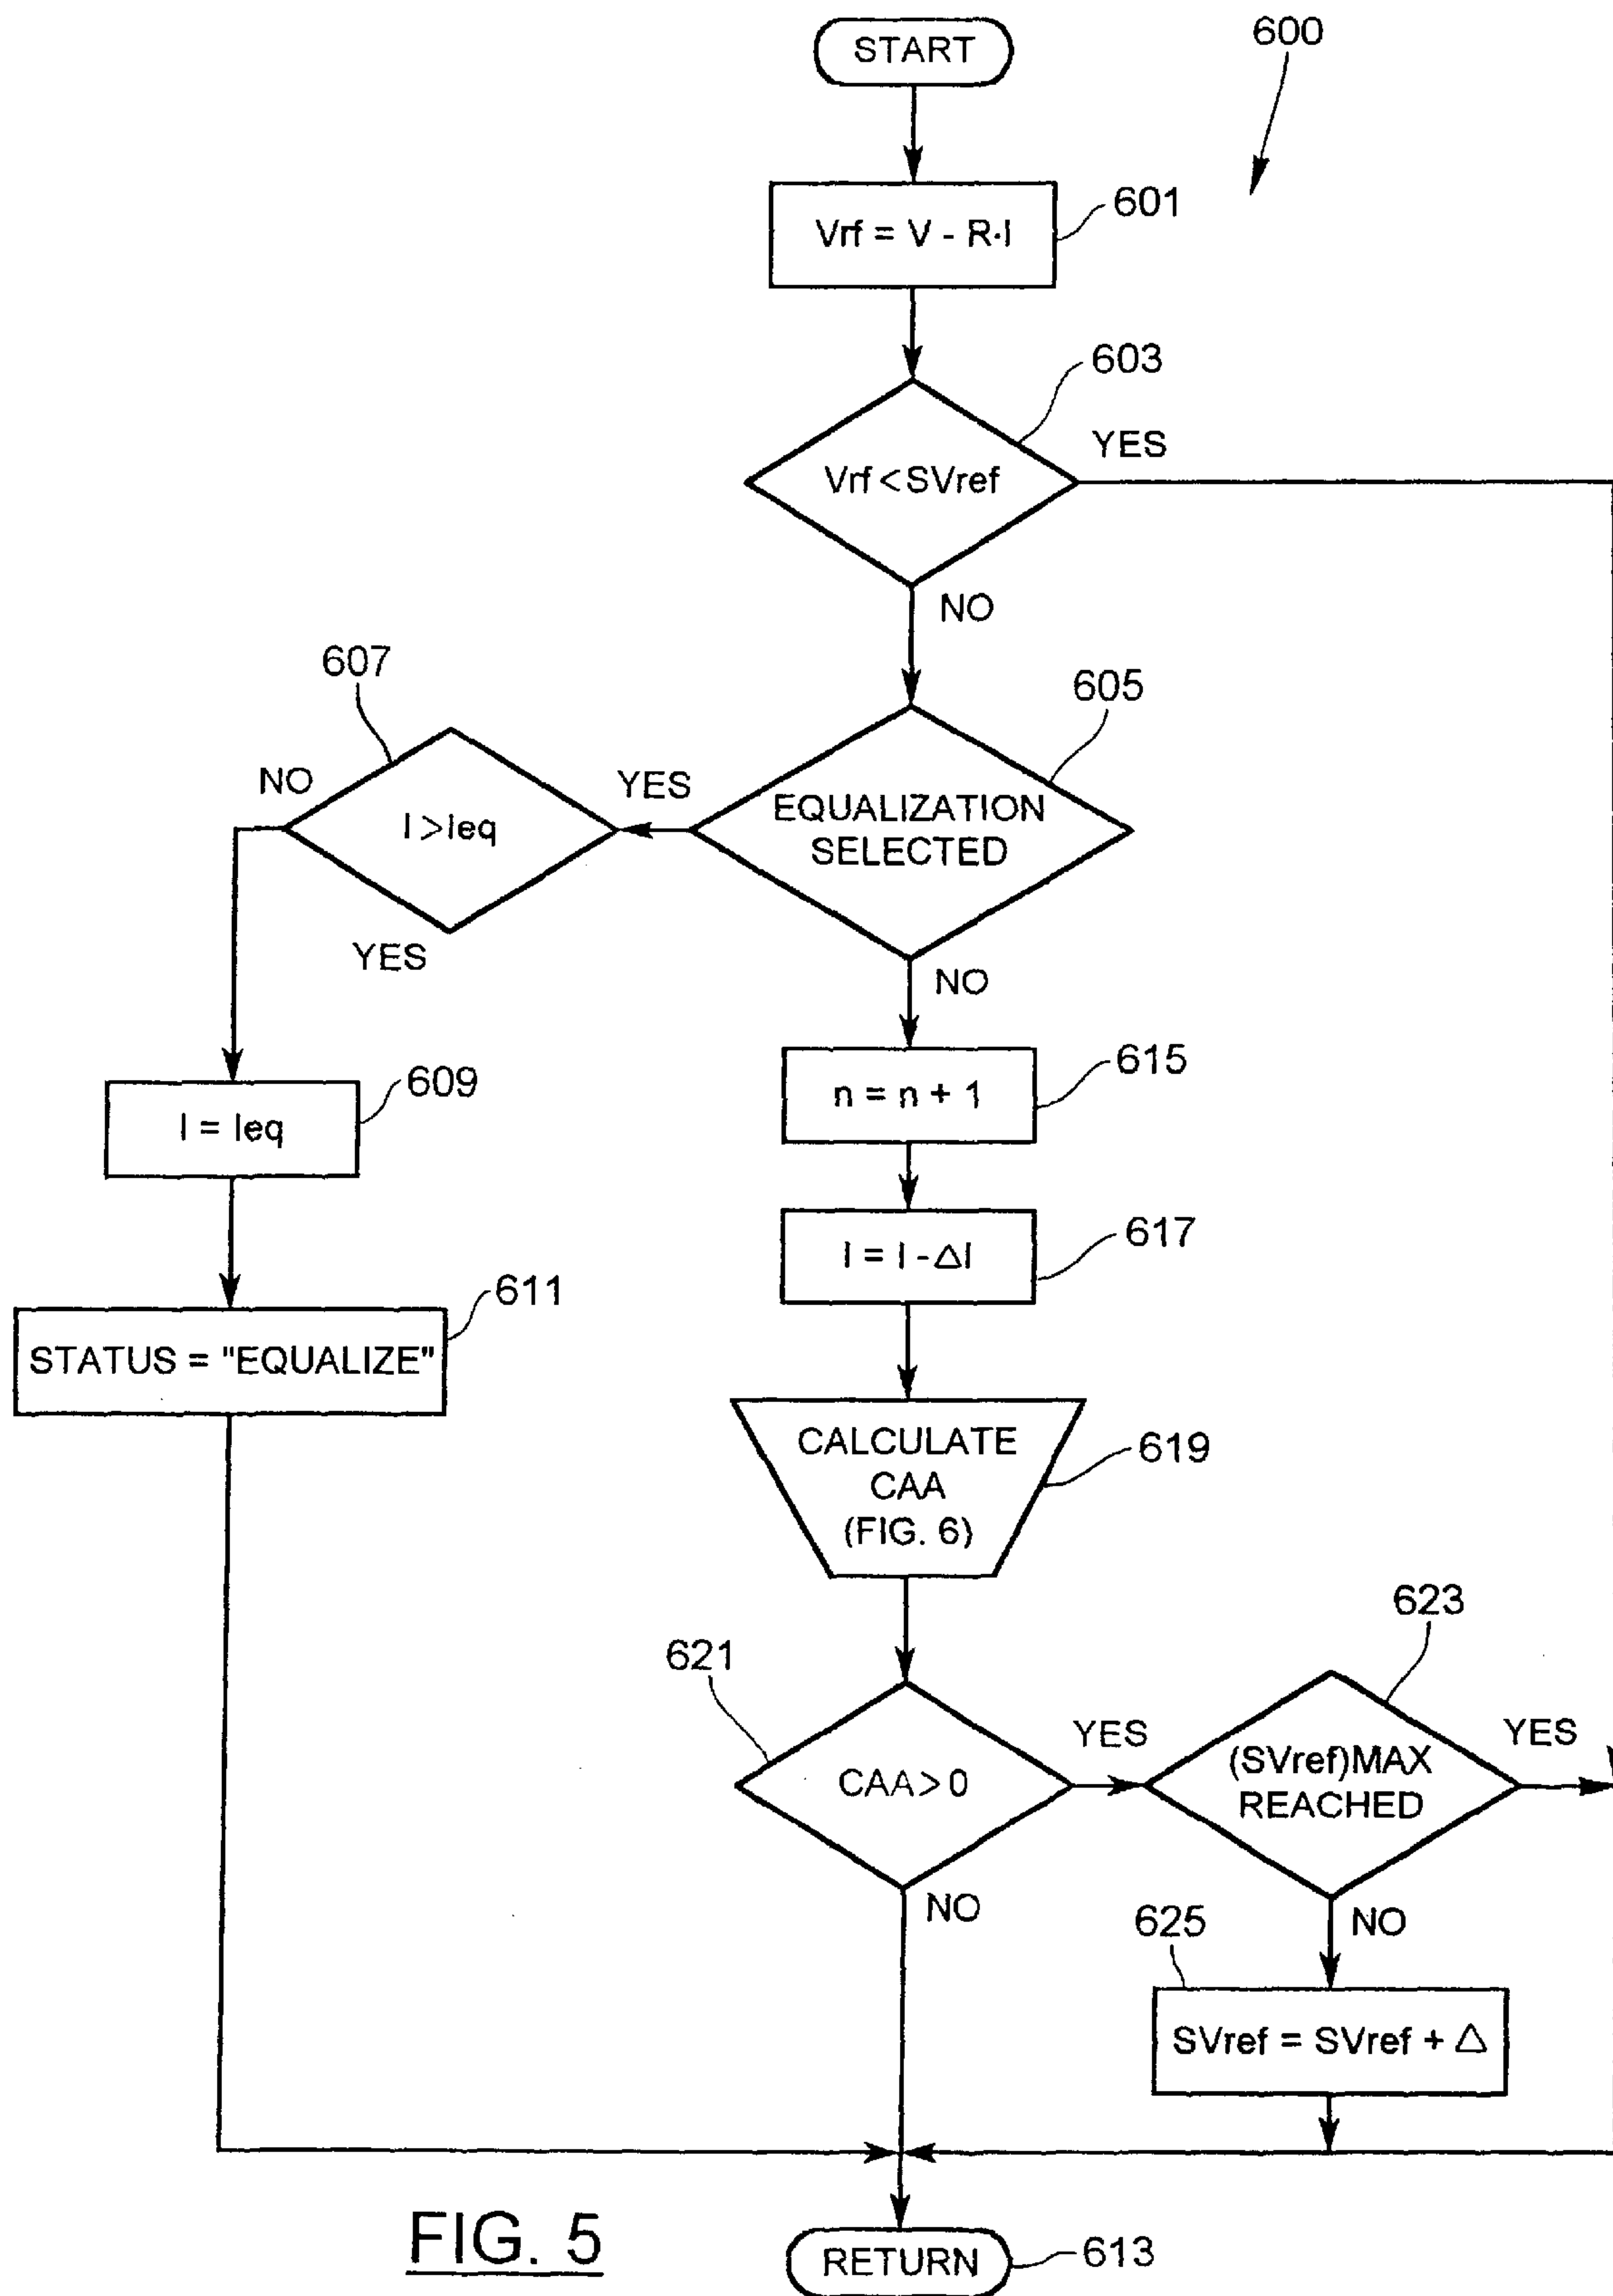 START
600
Vrf = V - R·I
601
603
YES
Vrf < SVref
NO
607
605
NO
YES
I > Ieq
EQUALIZATION
SELECTED
YES
NO
n = n + 1
615
I = Ieq
609
I = I - △I
617
STATUS = "EQUALIZE"
611
CALCULATE
CAA
(FIG. 6)
619
621
623
YES
YES
CAA > 0
(SVref)MAX
REACHED
NO
NO
625
SVref = SVref + △
FIG. 5
RETURN
613